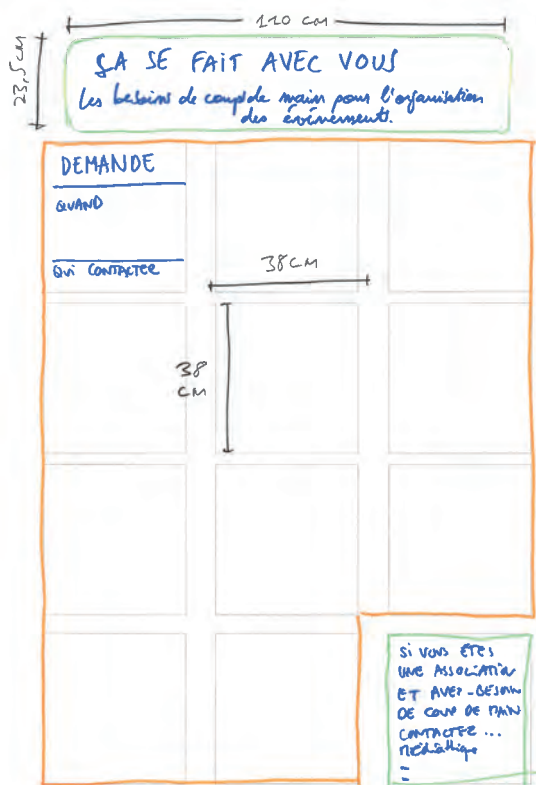 110 CM
23,5 CM
ÇA SE FAIT AVEC VOUS
les besoins de coup de main pour l'organisation
des événements.
DEMANDE
QUAND
QUI CONTACTER
38 CM
38
CM
SI VOUS ÊTES
UNE ASSOCIATION
ET AVEZ BESOIN
DE COUP DE MAIN
CONTACTEZ ...
médiathèque